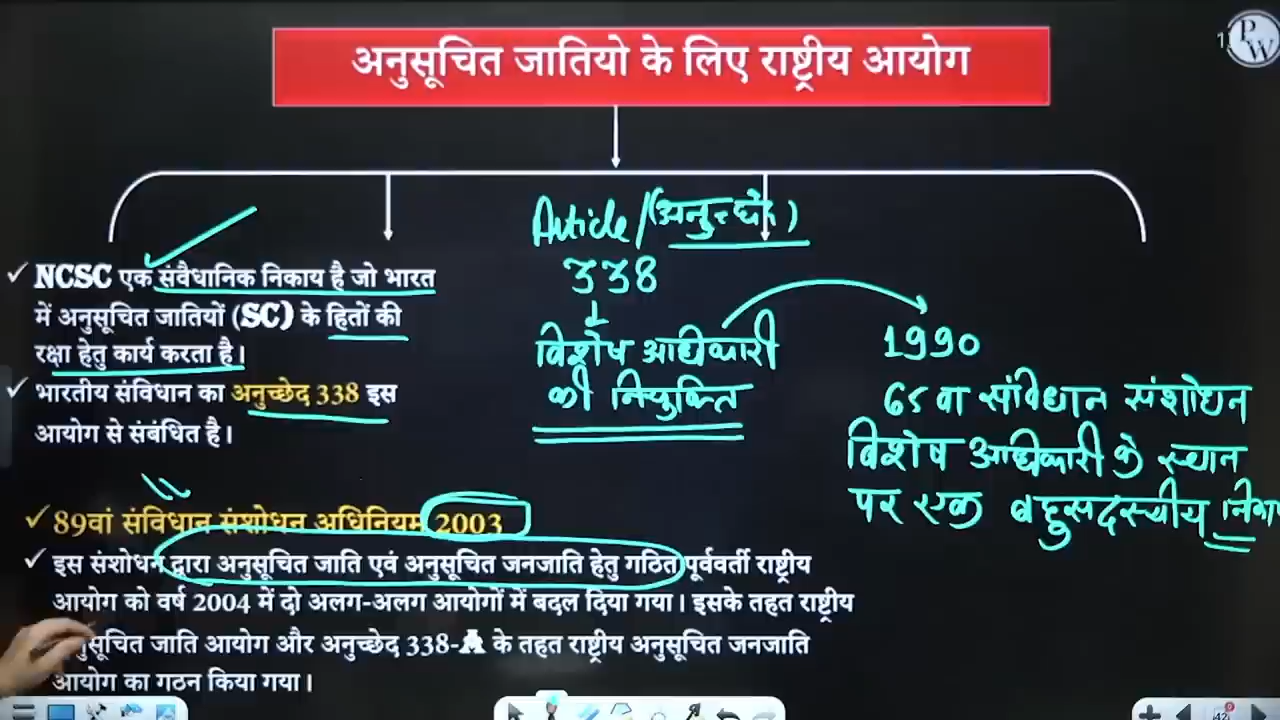 अनुसूचित जातियो के लिए राष्ट्रीय आयोग
PW
Article/(अनुच्छेद)
338
विशेष अधिकारी
की नियुक्ति
1990
65 वा संविधान संशोधन
विशेष अधिकारी के स्थान
पर एक बहुसदस्यीय
✓ NCSC एक संवैधानिक निकाय है जो भारत
में अनुसूचित जातियों (SC) के हितों की
रक्षा हेतु कार्य करता है।
✓ भारतीय संविधान का अनुच्छेद 338 इस
आयोग से संबंधित है।
✓ 89वां संविधान संशोधन अधिनियम 2003
✓ इस संशोधन द्वारा अनुसूचित जाति एवं अनुसूचित जनजाति हेतु गठित पूर्ववर्ती राष्ट्रीय
आयोग को वर्ष 2004 में दो अलग-अलग आयोगों में बदल दिया गया। इसके तहत राष्ट्रीय
जाति आयोग और अनुच्छेद 338-A के तहत राष्ट्रीय अनुसूचित जनजाति
आयोग का गठन किया गया।